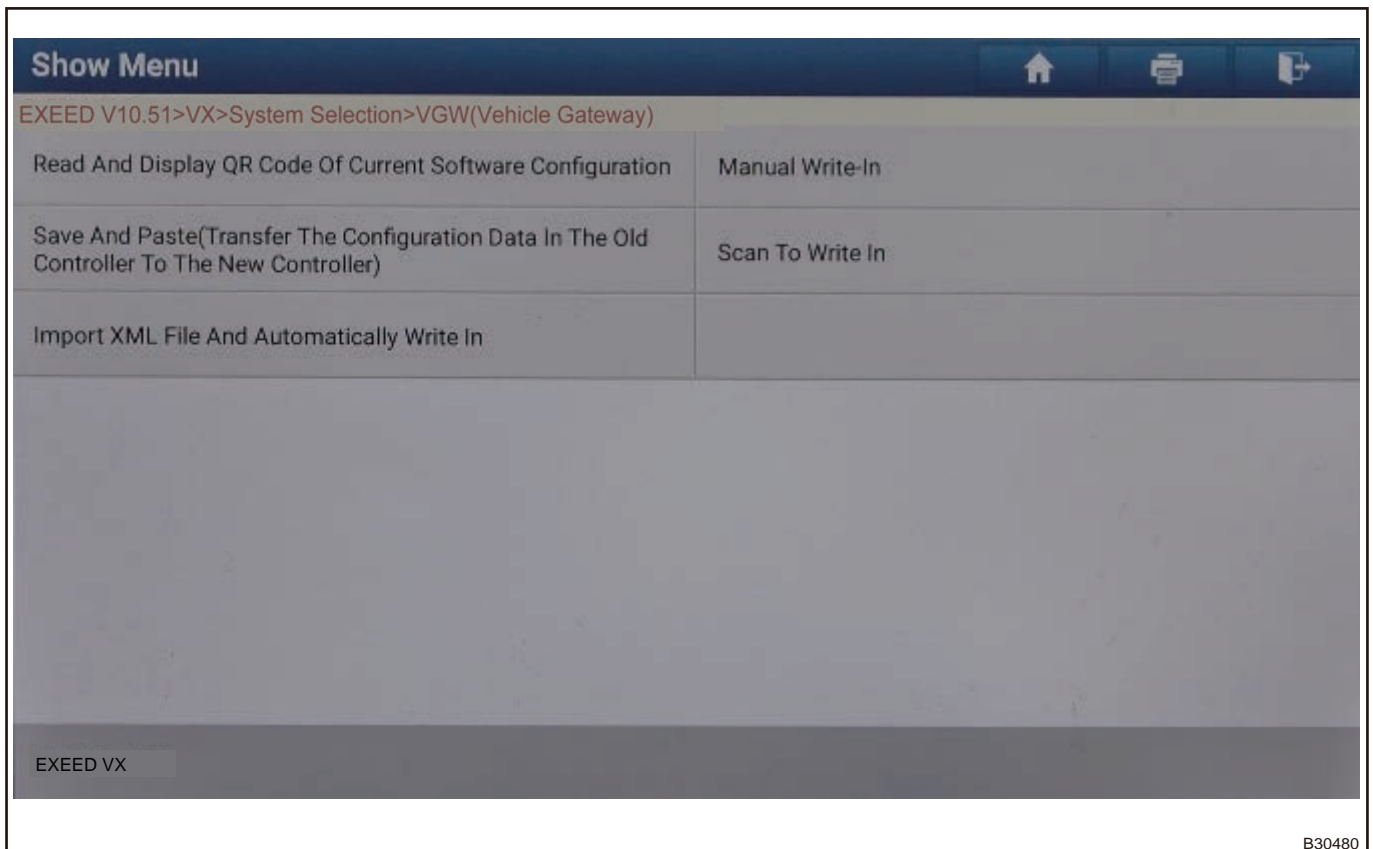 Show Menu
EXEED V10.51>VX>System Selection>VGW(Vehicle Gateway)
Read And Display QR Code Of Current Software Configuration
Manual Write-In
Save And Paste(Transfer The Configuration Data In The Old
Controller To The New Controller)
Scan To Write In
Import XML File And Automatically Write In
EXEED VX
B30480